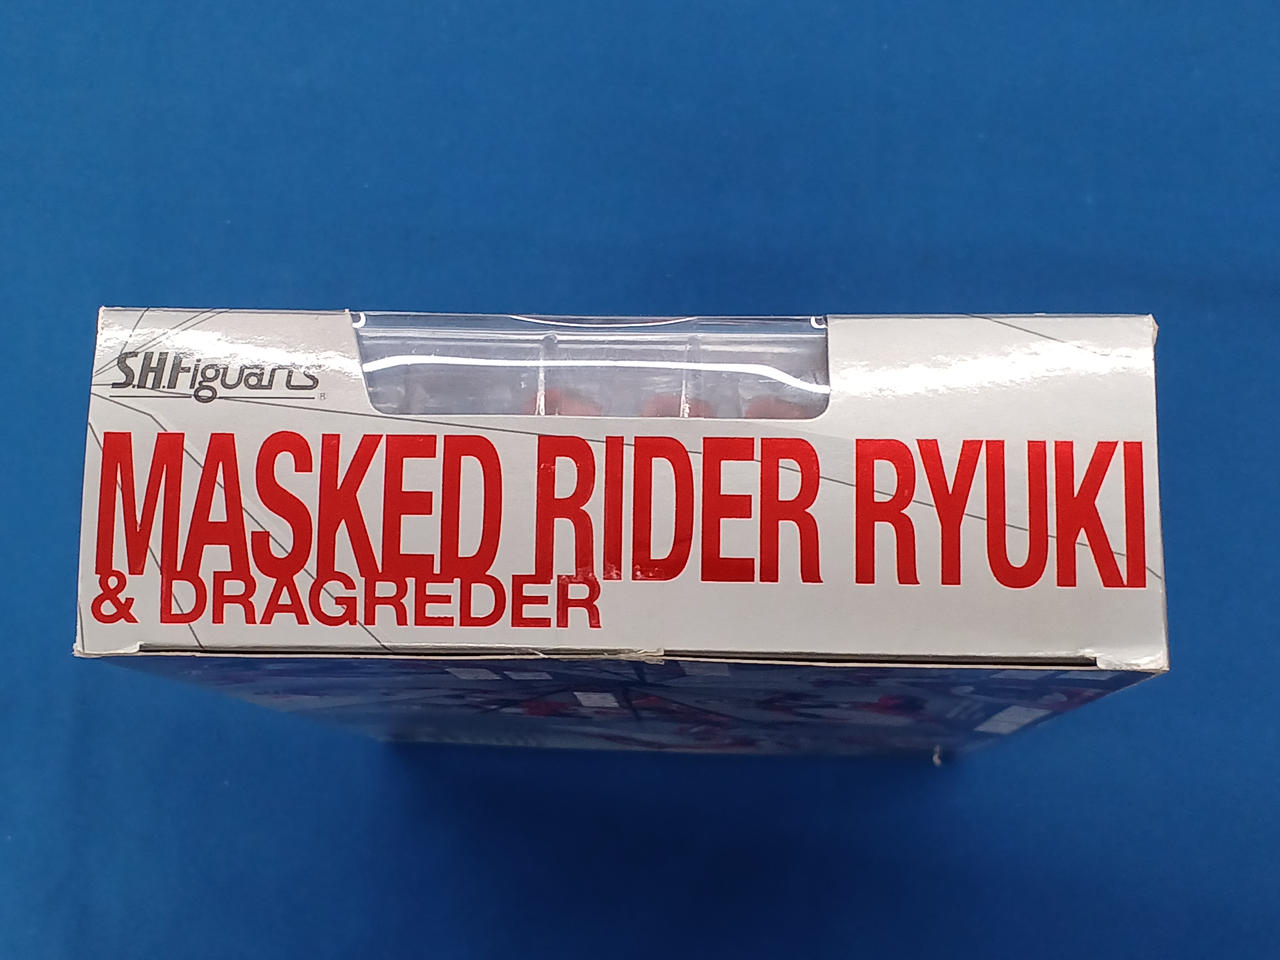 S.H.Figuarts®
MASKED RIDER RYUKI
& DRAGREDER